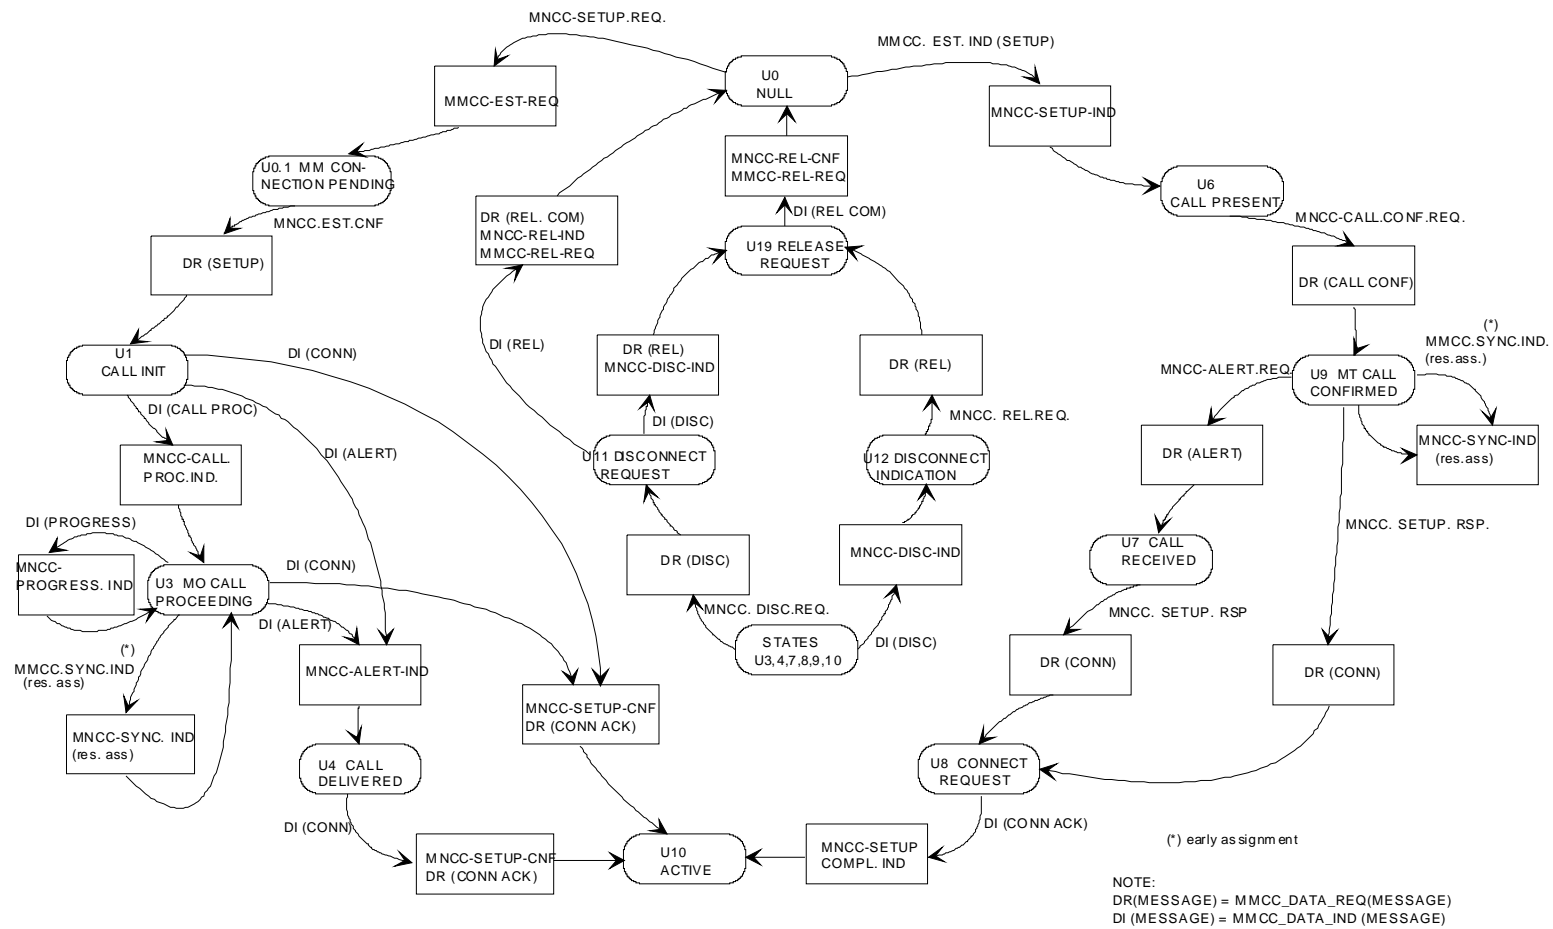 MNCC-SETUP.REQ.
MMCC. EST. IND (SETUP)
U0
NULL
MMCC-EST-REQ
MNCC-SETUP-IND
MNCC-REL-CNF
MMCC-REL-REQ
U0.1 MM CON-
NECTION PENDING
U6
CALL PRESENT
DI (REL COM)
MNCC.EST.CNF
DR (REL. COM)
MNCC-REL-IND
MMCC-REL-REQ
MNCC-CALL.CONF.REQ.
DR (SETUP)
U19 RELEASE
REQUEST
DR (CALL CONF)
(*)
MMCC.SYNC.IND.
(res.ass.)
DI (REL)
U1
CALL INIT
DI (CONN)
DR (REL)
MNCC-DISC-IND
DR (REL)
MNCC-ALERT.REQ.
U9 MT CALL
CONFIRMED
DI (CALL PROC)
DI (DISC)
MNCC. REL.REQ.
MNCC-CALL.
PROC.IND.
DI (ALERT)
U11 DISCONNECT
REQUEST
U12 DISCONNECT
INDICATION
DR (ALERT)
MNCC-SYNC-IND
(res.ass)
DI (PROGRESS)
MNCC. SETUP. RSP.
MNCC-
PROGRESS. IND
U3 MO CALL
PROCEEDING
DI (CONN)
DR (DISC)
MNCC-DISC-IND
U7 CALL
RECEIVED
DI (ALERT)
MNCC. DISC.REQ.
MNCC. SETUP. RSP
(*)
MMCC.SYNC.IND
(res. ass)
STATES
U3,4,7,8,9,10
DI (DISC)
MNCC-ALERT-IND
DR (CONN)
DR (CONN)
MNCC-SETUP-CNF
DR (CONN ACK)
MNCC-SYNC. IND
(res. ass)
U4 CALL
DELIVERED
U8 CONNECT
REQUEST
DI (CONN)
DI (CONN ACK)
MNCC-SETUP-CNF
DR (CONN ACK)
U10
ACTIVE
MNCC-SETUP
COMPL. IND
(*) early assignment
NOTE:
DR(MESSAGE) = MMCC_DATA_REQ(MESSAGE)
DI (MESSAGE) = MMCC_DATA_IND (MESSAGE)